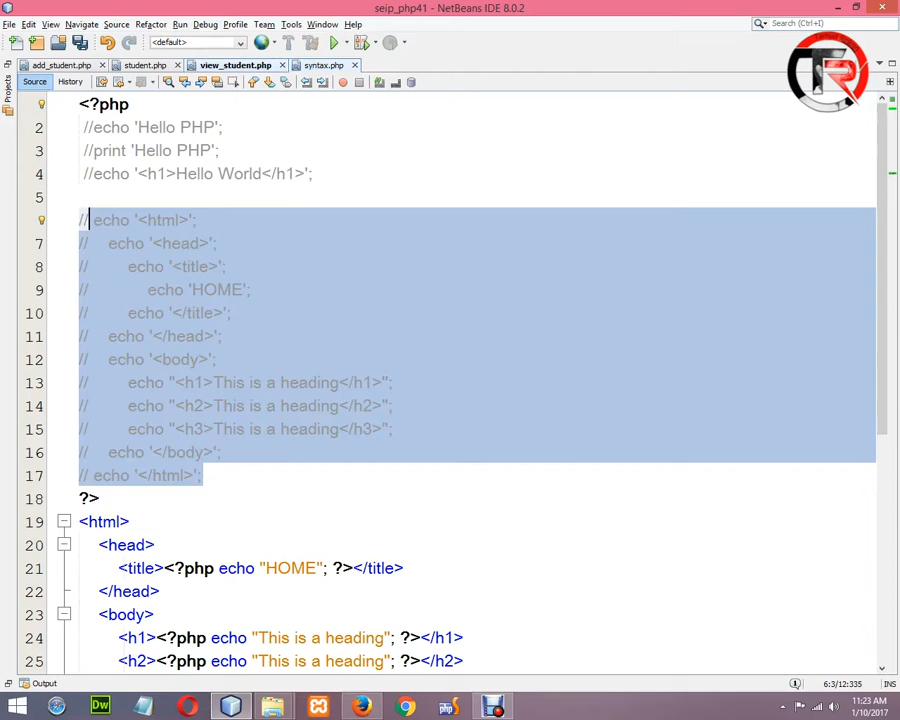 seip_php41 - NetBeans IDE 8.0.2
File Edit View Navigate Source Refactor Run Debug Profile Team Tools Window Help
<default>
Search (Ctrl+I)
add_student.php student.php view_student.php syntax.php
Source History
Projects
<?php
2 //echo 'Hello PHP';
3 //print 'Hello PHP';
4 //echo '<h1>Hello World</h1>';
5
// echo '<html>';
7 // echo '<head>';
8 // echo '<title>';
9 // echo 'HOME';
10 // echo '</title>';
11 // echo '</head>';
12 // echo '<body>';
13 // echo "<h1>This is a heading</h1>";
14 // echo "<h2>This is a heading</h2>";
15 // echo "<h3>This is a heading</h3>";
16 // echo '</body>';
17 // echo '</html>';
18 ?>
19 <html>
20 <head>
21 <title><?php echo "HOME"; ?></title>
22 </head>
23 <body>
24 <h1><?php echo "This is a heading"; ?></h1>
25 <h2><?php echo "This is a heading"; ?></h2>
Output
6:3/12:335 INS
Dw
php
11:23 AM
1/10/2017